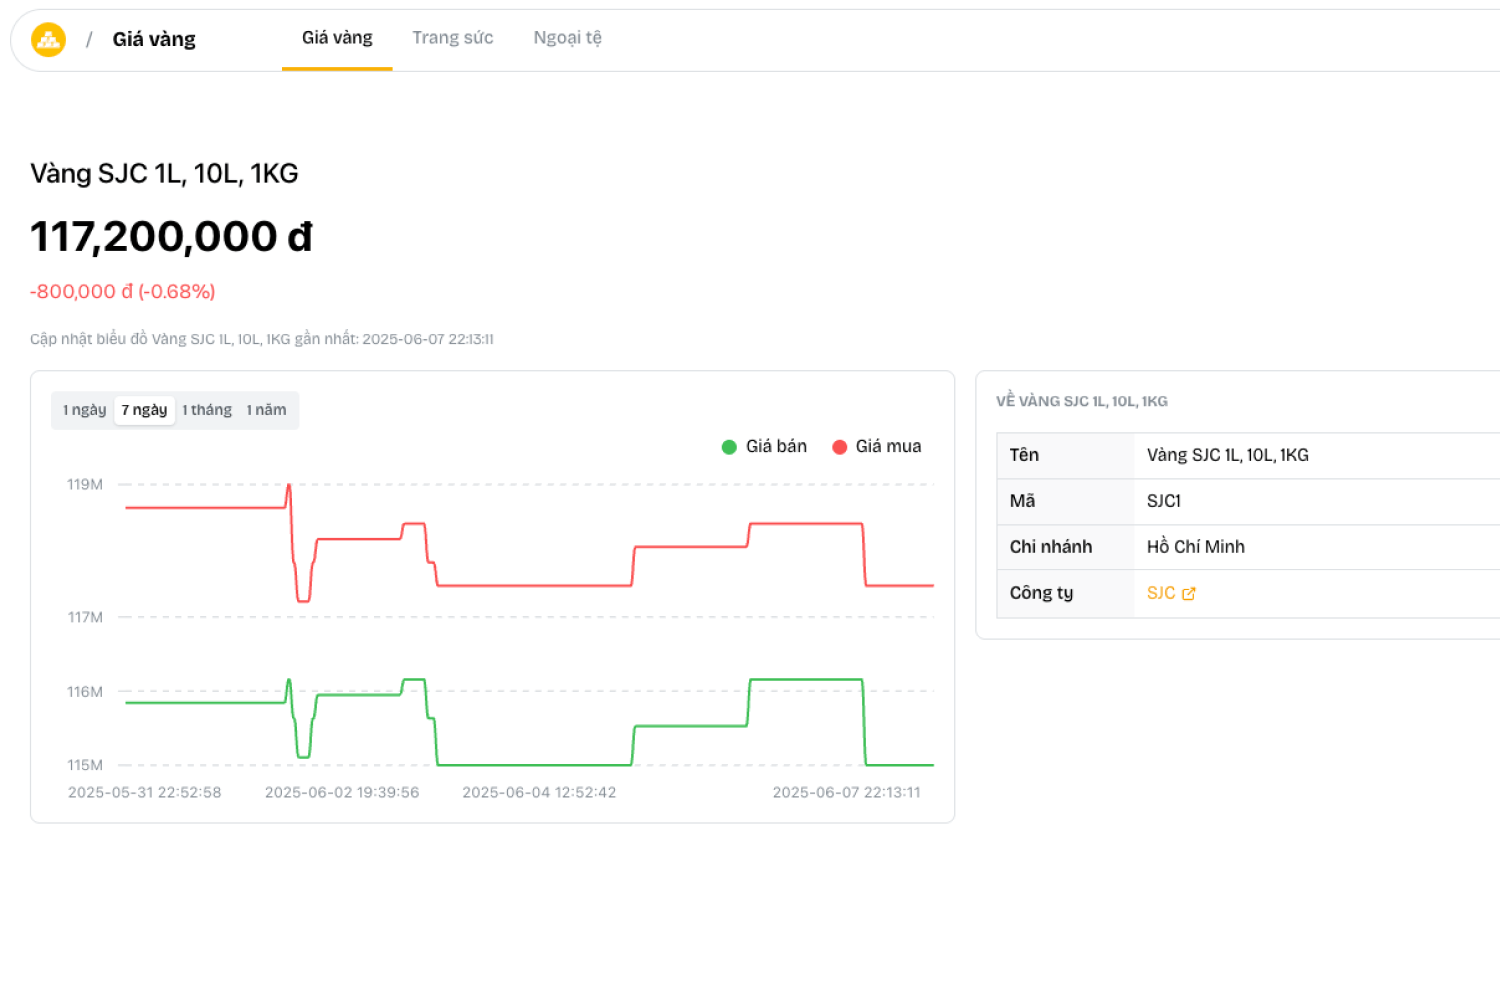 / Giá vàng Giá vàng Trang sức Ngoại tệ
Vàng SJC 1L, 10L, 1KG
117,200,000 đ
-800,000 đ (-0.68%)
Cập nhật biểu đồ Vàng SJC 1L, 10L, 1KG gần nhất: 2025-06-07 22:13:11
1 ngày 7 ngày 1 tháng 1 năm
Giá bán Giá mua
119M
117M
116M
115M
2025-05-31 22:52:58 2025-06-02 19:39:56 2025-06-04 12:52:42 2025-06-07 22:13:11
VỀ VÀNG SJC 1L, 10L, 1KG
Tên Vàng SJC 1L, 10L, 1KG
Mã SJC1
Chi nhánh Hồ Chí Minh
Công ty SJC